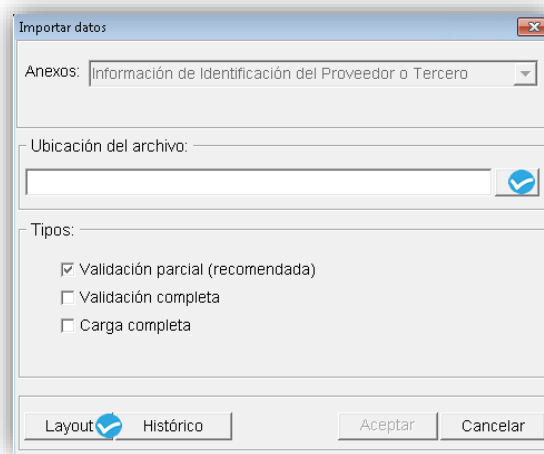 Importar datos
Anexos: Información de Identificación del Proveedor o Tercero
Ubicación del archivo:
Tipos:
Validación parcial (recomendada)
Validación completa
Carga completa
Layout Histórico Aceptar Cancelar